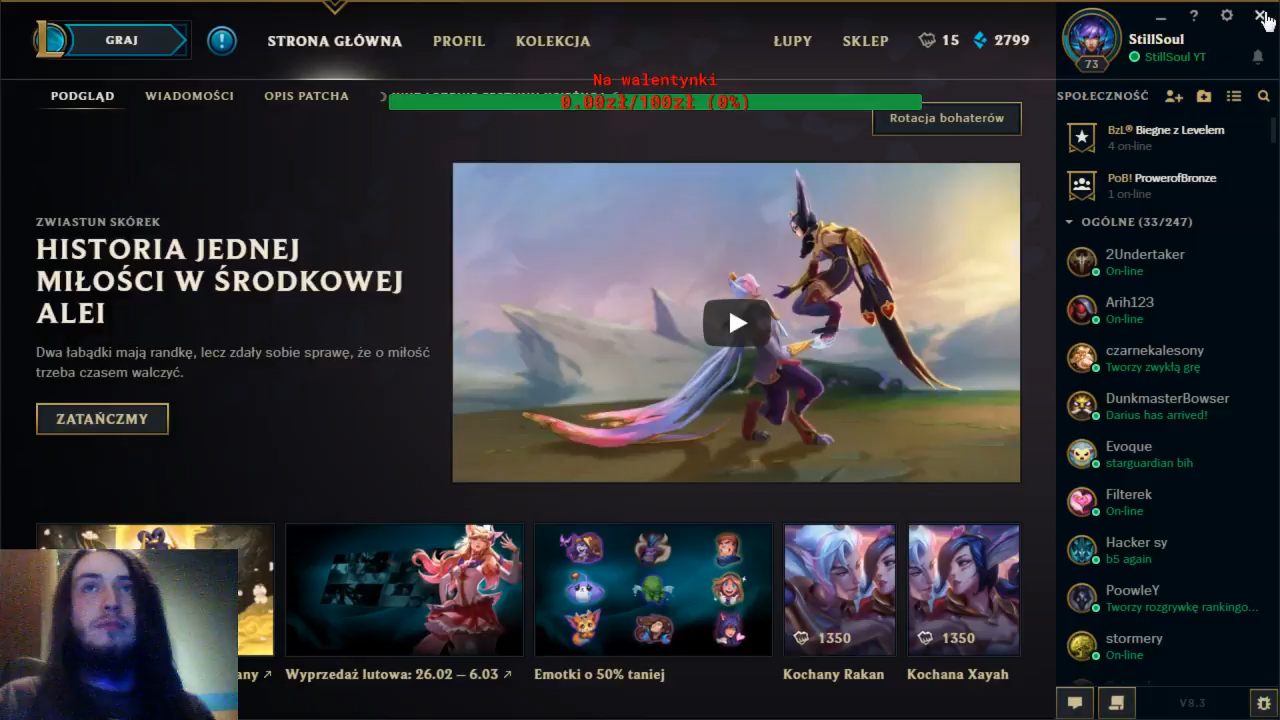 GRAJ
STRONA GŁÓWNA
PROFIL
KOLEKCJA
ŁUPY
SKLEP
15
2799
?
73
StillSoul
StillSoul YT
PODGLĄD
WIADOMOŚCI
OPIS PATCHA
Na walentynki
0.00zł/100zł (0%)
Rotacja bohaterów
ZWIASTUN SKÓREK
HISTORIA JEDNEJ
MIŁOŚCI W ŚRODKOWEJ
ALEI
Dwa łabądki mają randkę, lecz zdały sobie sprawę, że o miłość
trzeba czasem walczyć.
ZATAŃCZMY
any
Wyprzedaż lutowa: 26.02 – 6.03
Emotki o 50% taniej
1350
Kochany Rakan
1350
Kochana Xayah
SPOŁECZNOŚĆ
BzL® Biegne z Levelem
4 on-line
PoB! ProwerofBronze
1 on-line
OGÓLNE (33/247)
2Undertaker
On-line
Arih123
On-line
czarnekalesony
Tworzy zwykłą grę
DunkmasterBowser
Darius has arrived!
Evoque
starguardian bih
Filterek
On-line
Hacker sy
b5 again
PoowleY
Tworzy rozgrywkę rankingo...
stormery
On-line
V8.3